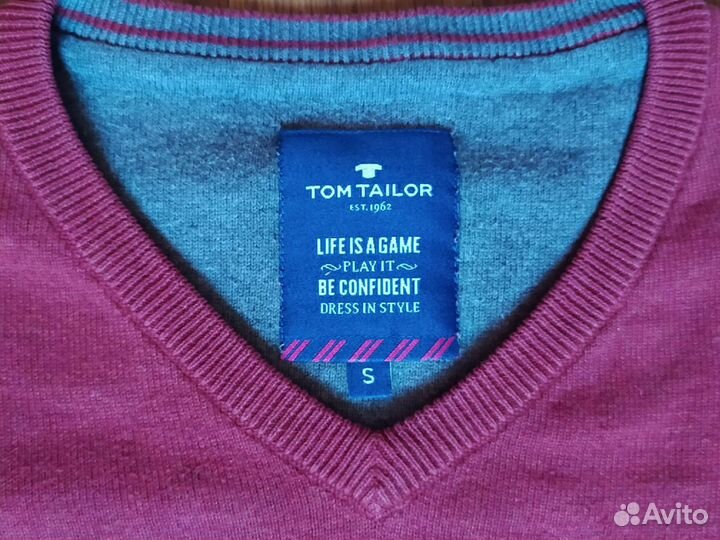 TOM TAILOR
EST. 1962
LIFE IS A GAME
PLAY IT
BE CONFIDENT
DRESS IN STYLE
S
Avito